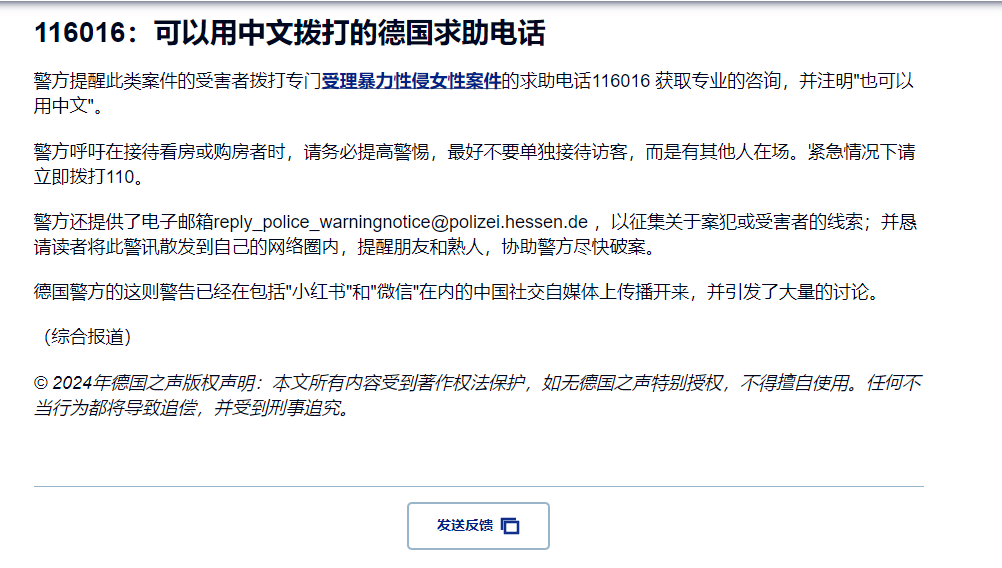 116016：可以用中文拨打的德国求助电话
警方提醒此类案件的受害者拨打专门受理暴力性侵女性案件的求助电话116016 获取专业的咨询，并注明"也可以
用中文"。
警方呼吁在接待看房或购房者时，请务必提高警惕，最好不要单独接待访客，而是有其他人在场。紧急情况下请
立即拨打110。
警方还提供了电子邮箱reply_police_warningnotice@polizei.hessen.de ，以征集关于案犯或受害者的线索；并恳
请读者将此警讯散发到自己的网络圈内，提醒朋友和熟人，协助警方尽快破案。
德国警方的这则警告已经在包括"小红书"和"微信"在内的中国社交自媒体上传播开来，并引发了大量的讨论。
（综合报道）
© 2024年德国之声版权声明：本文所有内容受到著作权法保护，如无德国之声特别授权，不得擅自使用。任何不
当行为都将导致追偿，并受到刑事追究。
发送反馈